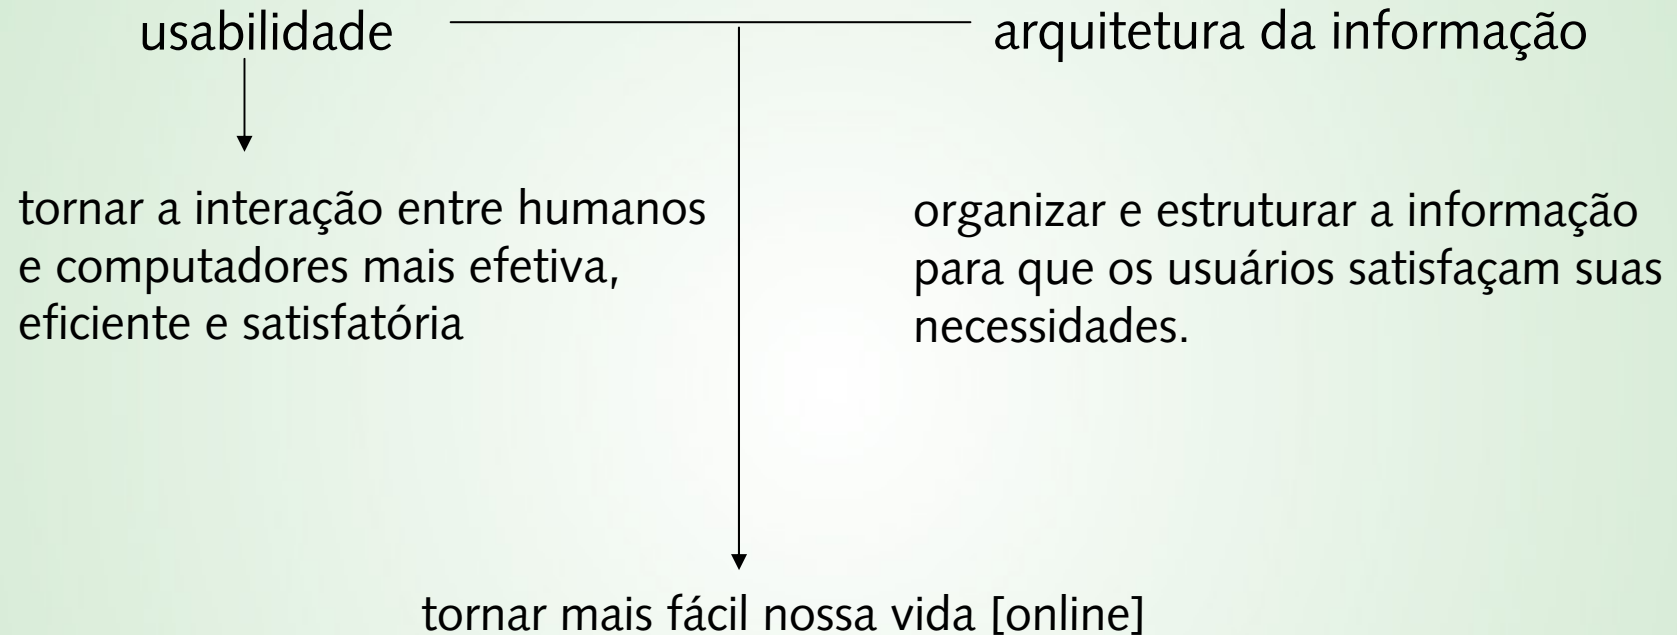 usabilidade
arquitetura da informação
tornar a interação entre humanos
e computadores mais efetiva,
eficiente e satisfatória
organizar e estruturar a informação
para que os usuários satisfaçam suas
necessidades.
tornar mais fácil nossa vida [online]